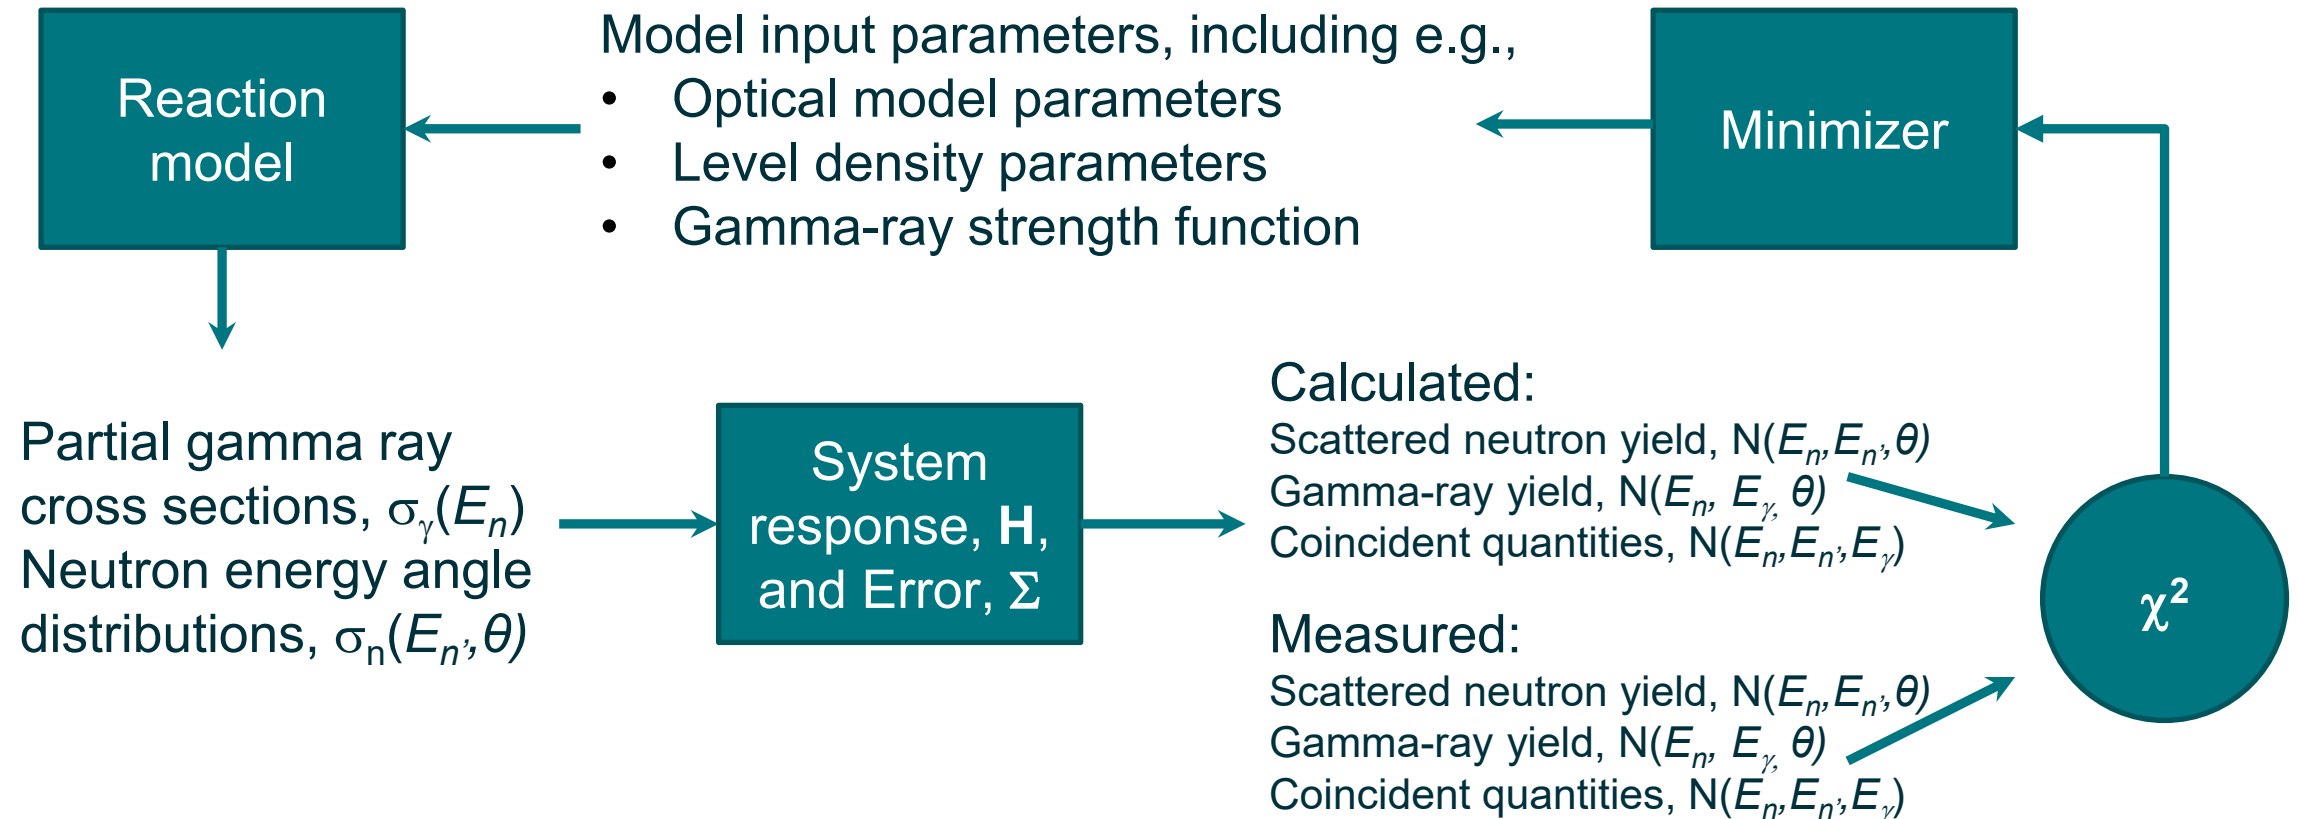 Reaction
model
Model input parameters, including e.g.,
• Optical model parameters
• Level density parameters
• Gamma-ray strength function
Minimizer
Partial gamma ray
cross sections, σγ(En)
Neutron energy angle
distributions, σn(En',θ)
System
response, H,
and Error, Σ
Calculated:
Scattered neutron yield, N(En,En',θ)
Gamma-ray yield, N(En, Eγ, θ)
Coincident quantities, N(En,En',Eγ)
Measured:
Scattered neutron yield, N(En,En',θ)
Gamma-ray yield, N(En, Eγ, θ)
Coincident quantities, N(En,En',Eγ)
χ²